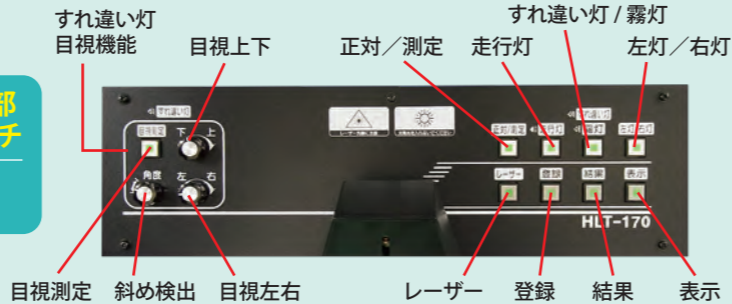 すれ違い灯
目視機能
目視上下
正対／測定
走行灯
すれ違い灯 / 霧灯
左灯／右灯
部
チ
すれ違い灯
目視測定
下
上
角度
左
右
正対/測定
走行灯
すれ違い灯
霧灯
左灯/右灯
レーザー
登録
結果
表示
HLT-170
目視測定
斜め検出
目視左右
レーザー
登録
結果
表示